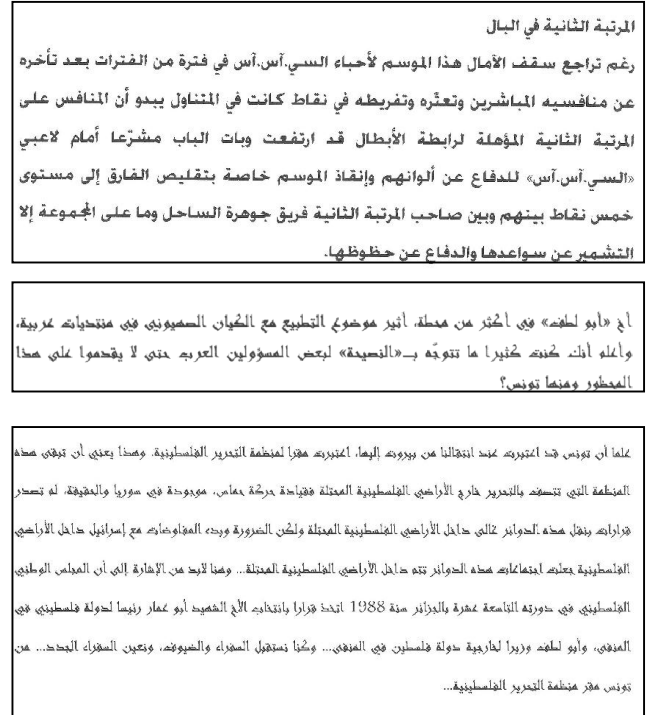 المرتبة الثانية في البال
رغم تراجع سقف الآمال هذا الموسم لأحباء السي.آس.آس في فترة من الفترات بعد تأخره
عن منافسيه المباشرين وتعثّره وتفريطه في نقاط كانت في المتناول يبدو أن المنافس على
المرتبة الثانية المؤهلة لرابطة الأبطال قد ارتفعت وبات الباب مشرّعا أمام لاعبي
«السي.آس.آس» للدفاع عن ألوانهم وإنقاذ الموسم خاصة بتقليص الفارق إلى مستوى
خمس نقاط بينهم وبين صاحب المرتبة الثانية فريق جوهرة الساحل وما على المجموعة إلا
التشمير عن سواعدها والدفاع عن حظوظها.
أخ «أبو لطف» في أكثر من محطة، أثير موضوع التطبيع مع الكيان الصهيوني في منتديات عربية،
وأعلم أنك كنت كثيرا ما تتوجّه بـ«النصيحة» لبعض المسؤولين العرب حتى لا يقدموا على هذا
المحظور ومنها تونس؟
علما أن تونس قد اعتبرت عند انتقالنا من بيروت إليها، اعتبرت مقرا لمنظمة التحرير الفلسطينية. وهذا يعني أن تبقى هذه
المنظمة التي تتصف بالتحرير خارج الأراضي الفلسطينية المحتلة فقيادة حركة حماس، موجودة في سوريا والحقيقة، لم تصدر
قرارات بنقل هذه الدوائر عالى داخل الأراضي الفلسطينية المحتلة ولكن الضرورة وبدء المفاوضات مع إسرائيل داخل الأراضي
الفلسطينية جعلت اجتماعات هذه الدوائر تتم داخل الأراضي الفلسطينية المحتلة... وهنا لابد من الإشارة إلى أن المجلس الوطني
الفلسطيني في دورته التاسعة عشرة بالجزائر سنة 1988 اتخذ قرارا بانتخاب الأخ الشهيد أبو عمار رئيسا لدولة فلسطيني في
المنفى، وأبو لطف وزيرا لخارجية دولة فلسطين في المنفى... وكنا نستقبل السفراء والضيوف، ونعين السفراء الجدد... من
تونس مقر منظمة التحرير الفلسطينية...